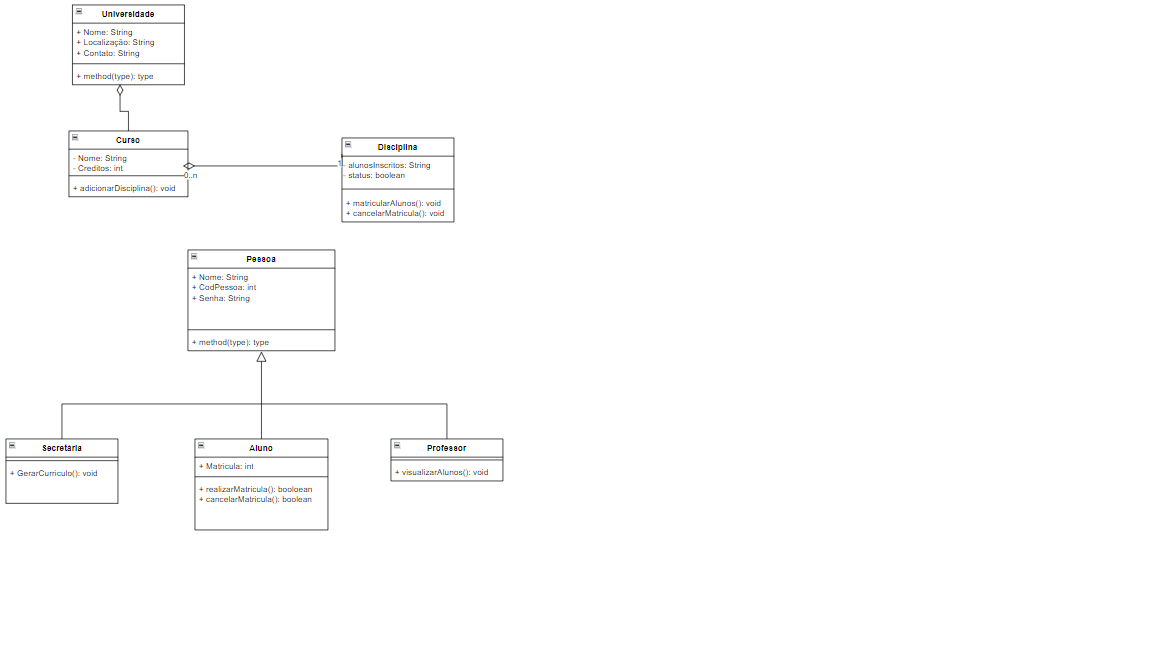 Universidade
+ Nome: String
+ Localização: String
+ Contato: String
+ method(type): type
Curso
- Nome: String
- Creditos: int
+ adicionarDisciplina(): void
0..n
1
Disciplina
- alunosInscritos: String
- status: boolean
+ matricularAlunos(): void
+ cancelarMatricula(): void
Pessoa
+ Nome: String
+ CodPessoa: int
+ Senha: String
+ method(type): type
Secretária
+ GerarCurriculo(): void
Aluno
+ Matricula: int
+ realizarMatricula(): booloean
+ cancelarMatricula(): boolean
Professor
+ visualizarAlunos(): void